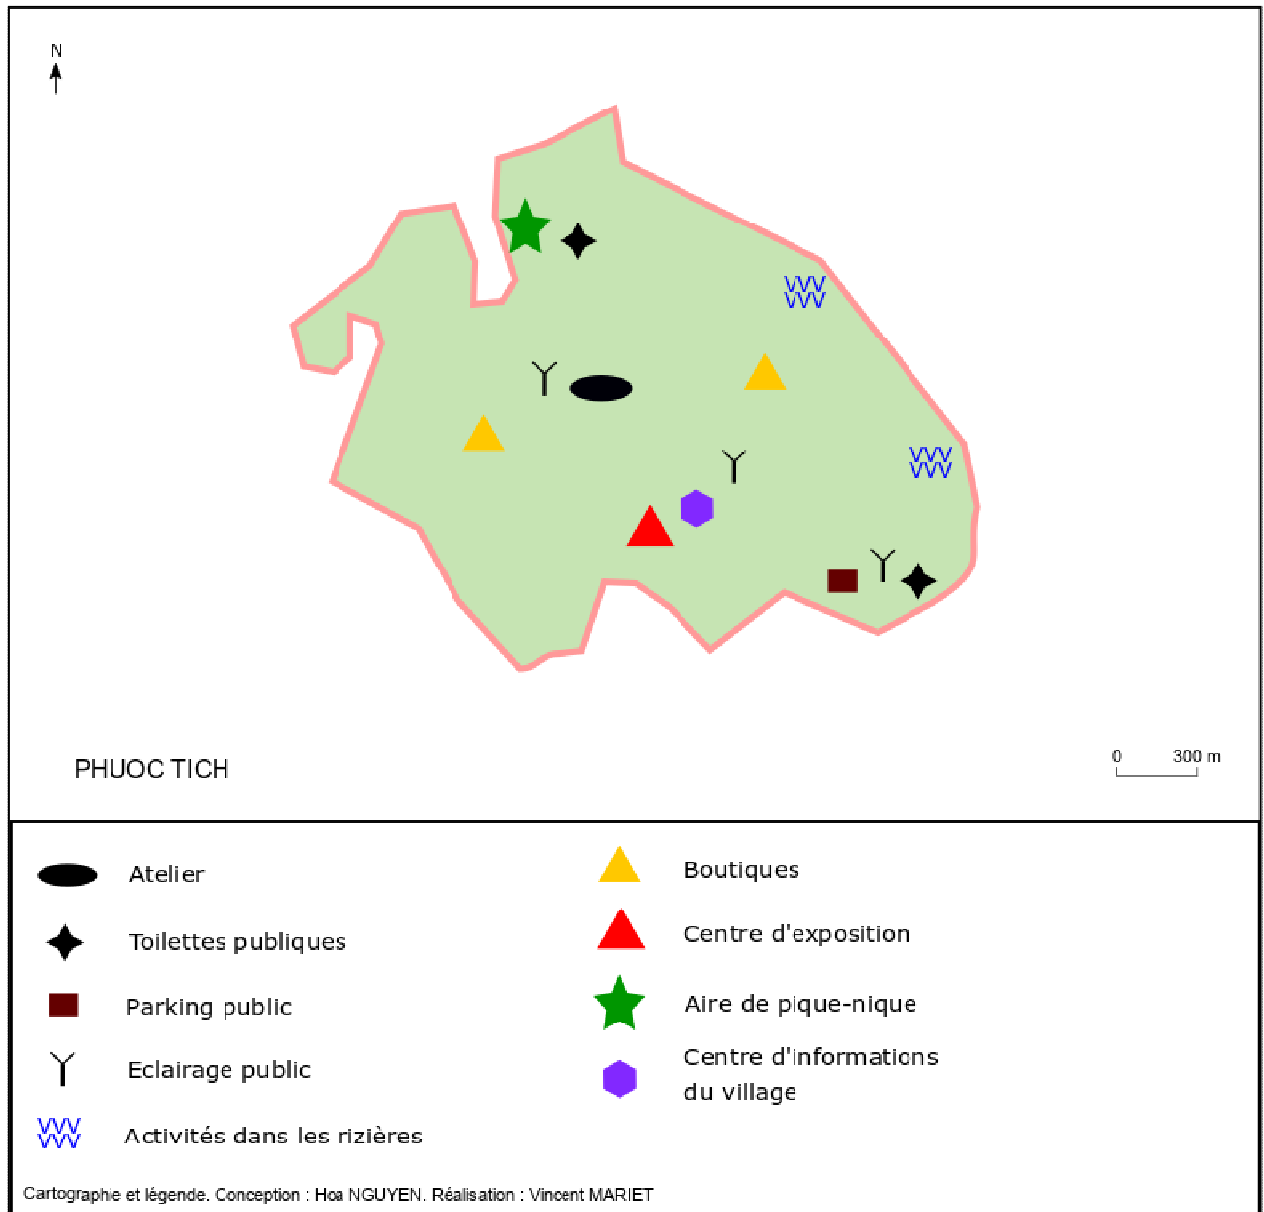 N
PHUOC TICH
0 300 m
Atelier
Toilettes publiques
Parking public
Eclairage public
Activités dans les rizières
Boutiques
Centre d'exposition
Aire de pique-nique
Centre d'informations
du village
Cartographie et légende. Conception : Hoa NGUYEN. Réalisation : Vincent MARIET